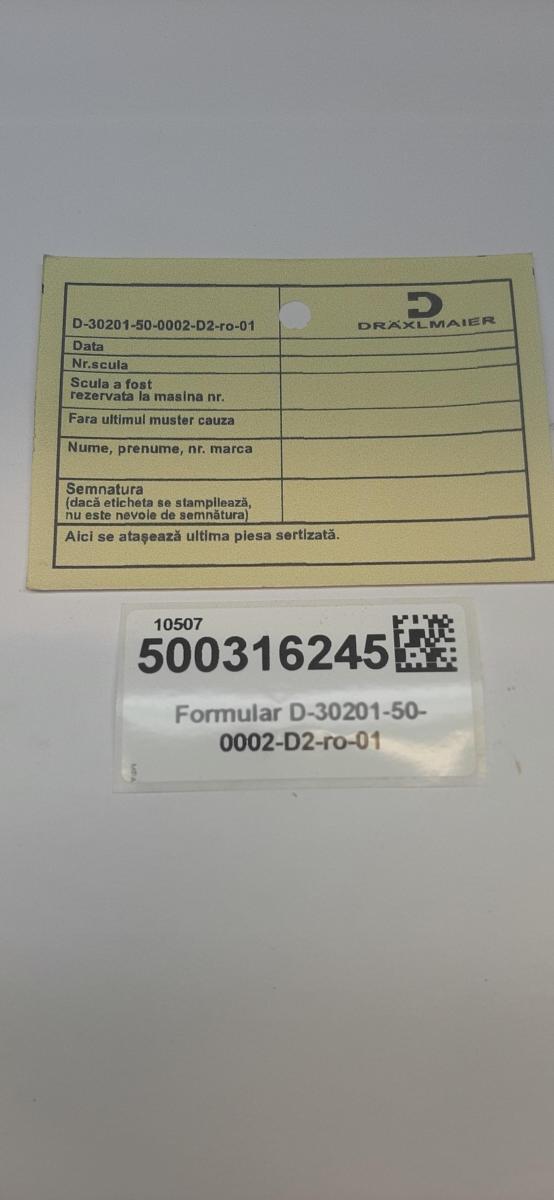 D-30201-50-0002-D2-ro-01
DRÄXLMAIER
Data
Nr.scula
Scula a fost
rezervata la masina nr.
Fara ultimul muster cauza
Nume, prenume, nr. marca
Semnatura
(dacă eticheta se stampilează,
nu este nevoie de semnătura)
Aici se atașează ultima piesa sertizată.
10507
500316245
Formular D-30201-50-
0002-D2-ro-01